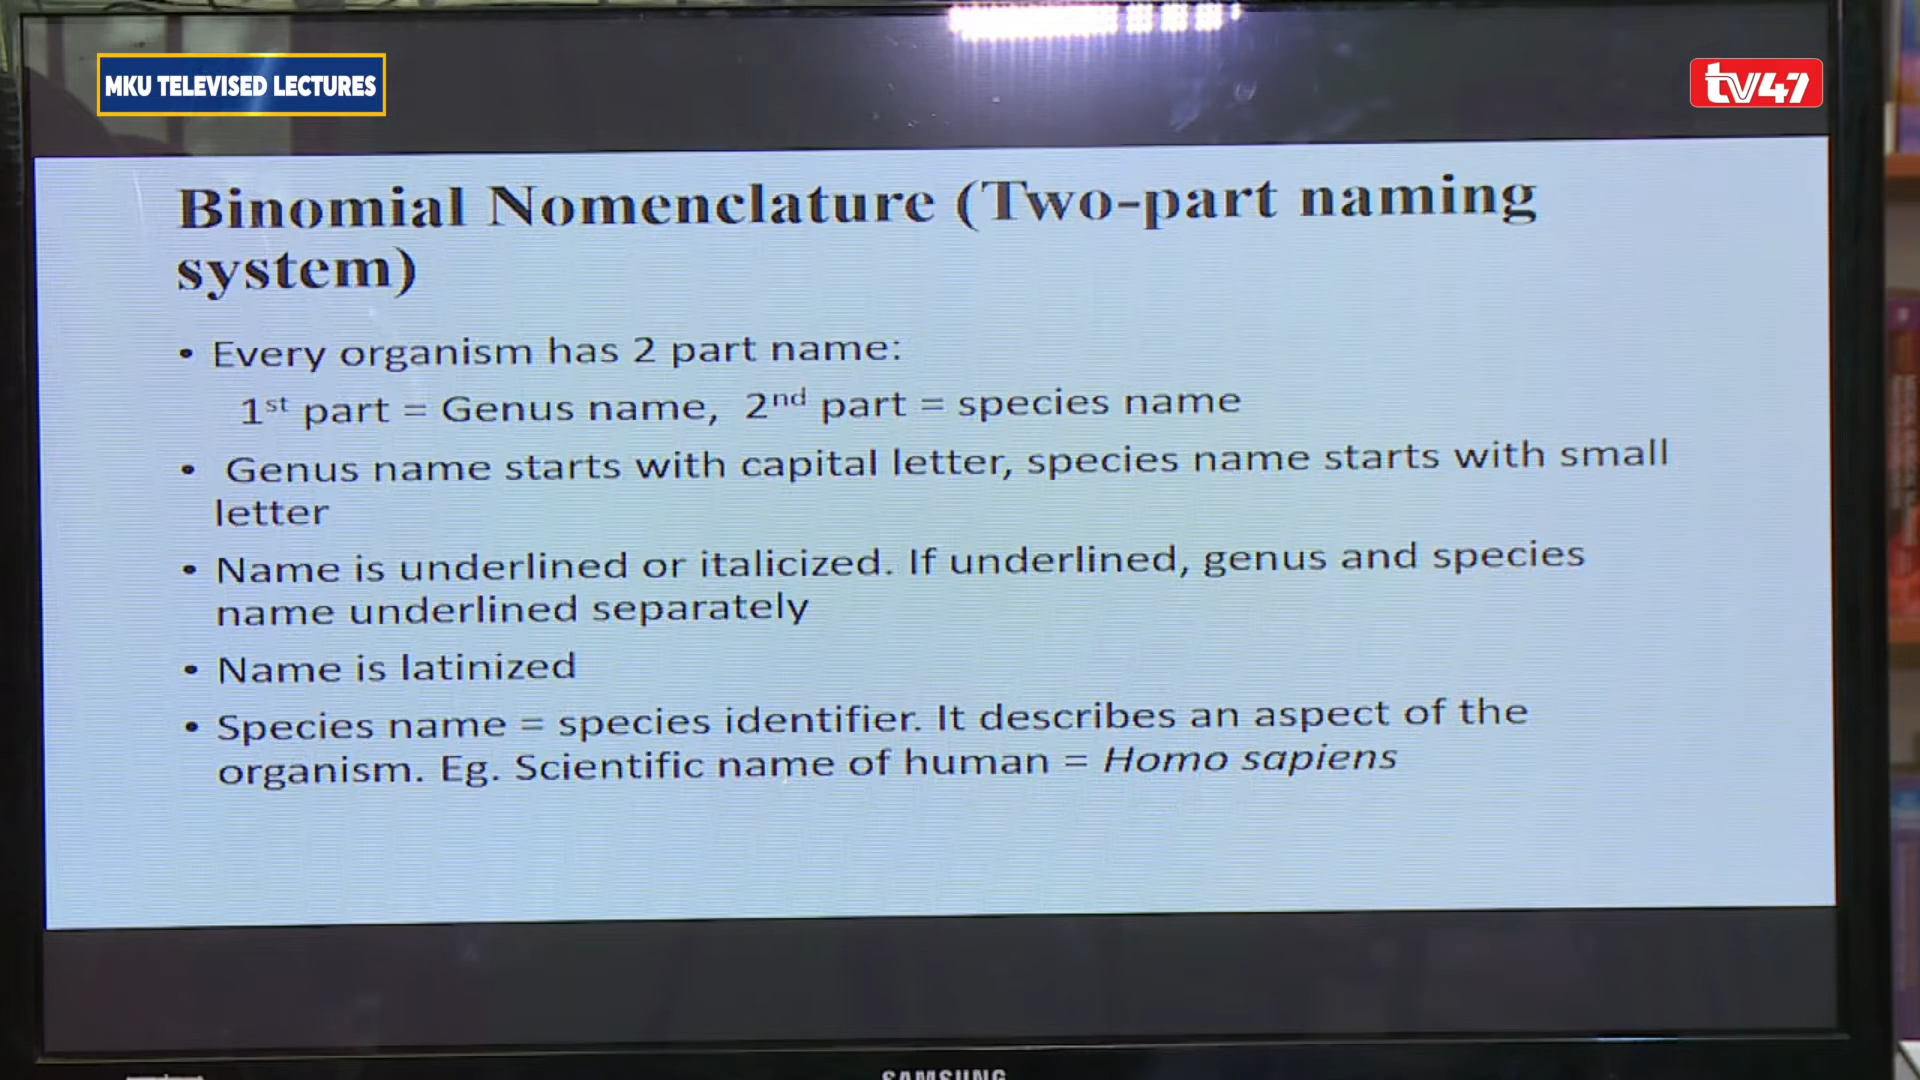 MKU TELEVISED LECTURES
tv47
Binomial Nomenclature (Two-part naming
system)
• Every organism has 2 part name:
1st part = Genus name, 2nd part = species name
• Genus name starts with capital letter, species name starts with small
letter
• Name is underlined or italicized. If underlined, genus and species
name underlined separately
• Name is latinized
• Species name = species identifier. It describes an aspect of the
organism. Eg. Scientific name of human = Homo sapiens
SAMSUNG